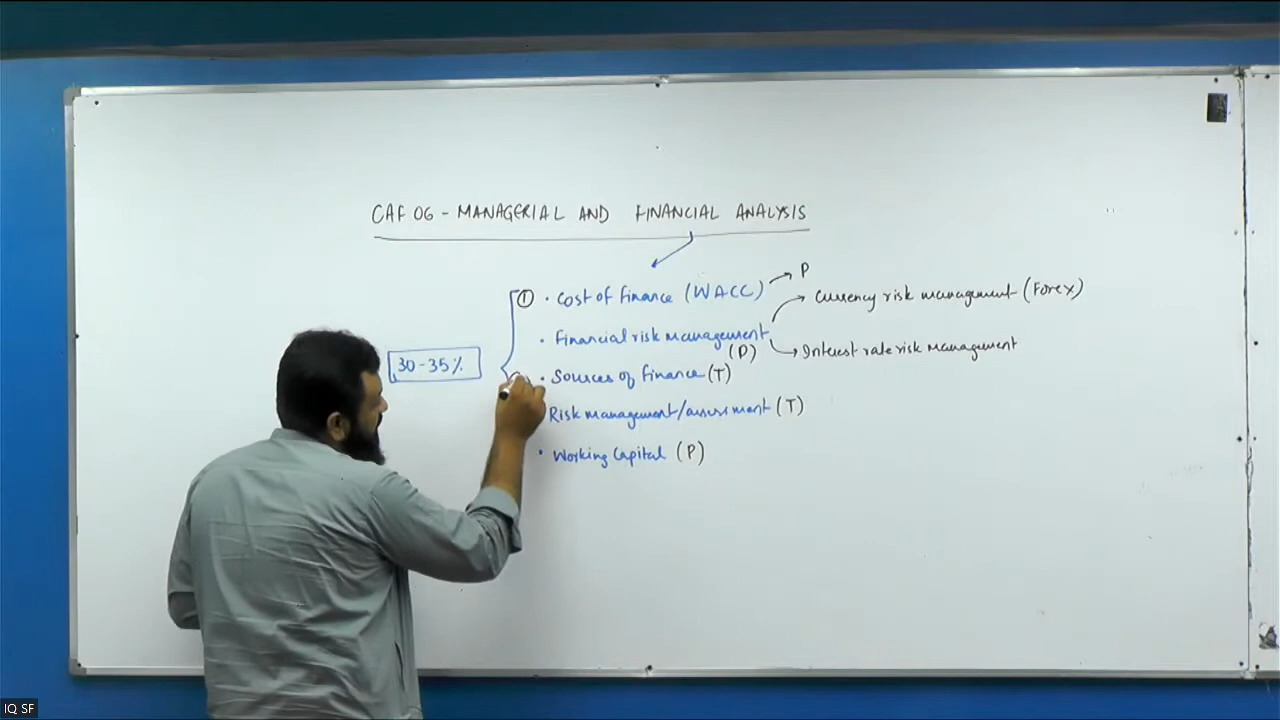 CAF 06 - MANAGERIAL AND FINANCIAL ANALYSIS
① • Cost of finance (WACC) P
• Financial risk management (P)
Currency risk management (Forex)
Interest rate risk management
30 - 35%
• Sources of finance (T)
Risk management/assessment (T)
• Working Capital (P)
IQ SF